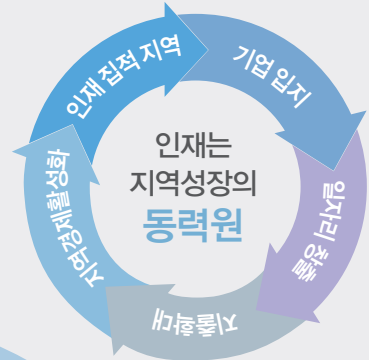 인재 집적 지역
기업 입지
일자리 창출
지출확대
지역경제활성화
인재는
지역성장의
동력원